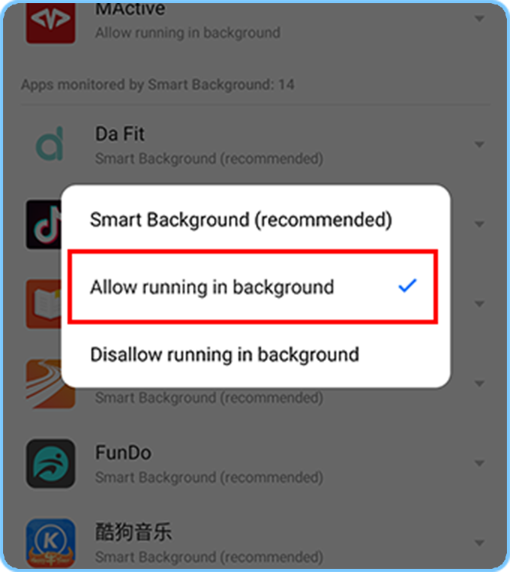 MActive
Allow running in background
Apps monitored by Smart Background: 14
Da Fit
Smart Background (recommended)
Smart Background (recommended)
Allow running in background
Disallow running in background
Smart Background (recommended)
FunDo
Smart Background (recommended)
酷狗音乐
Smart Background (recommended)